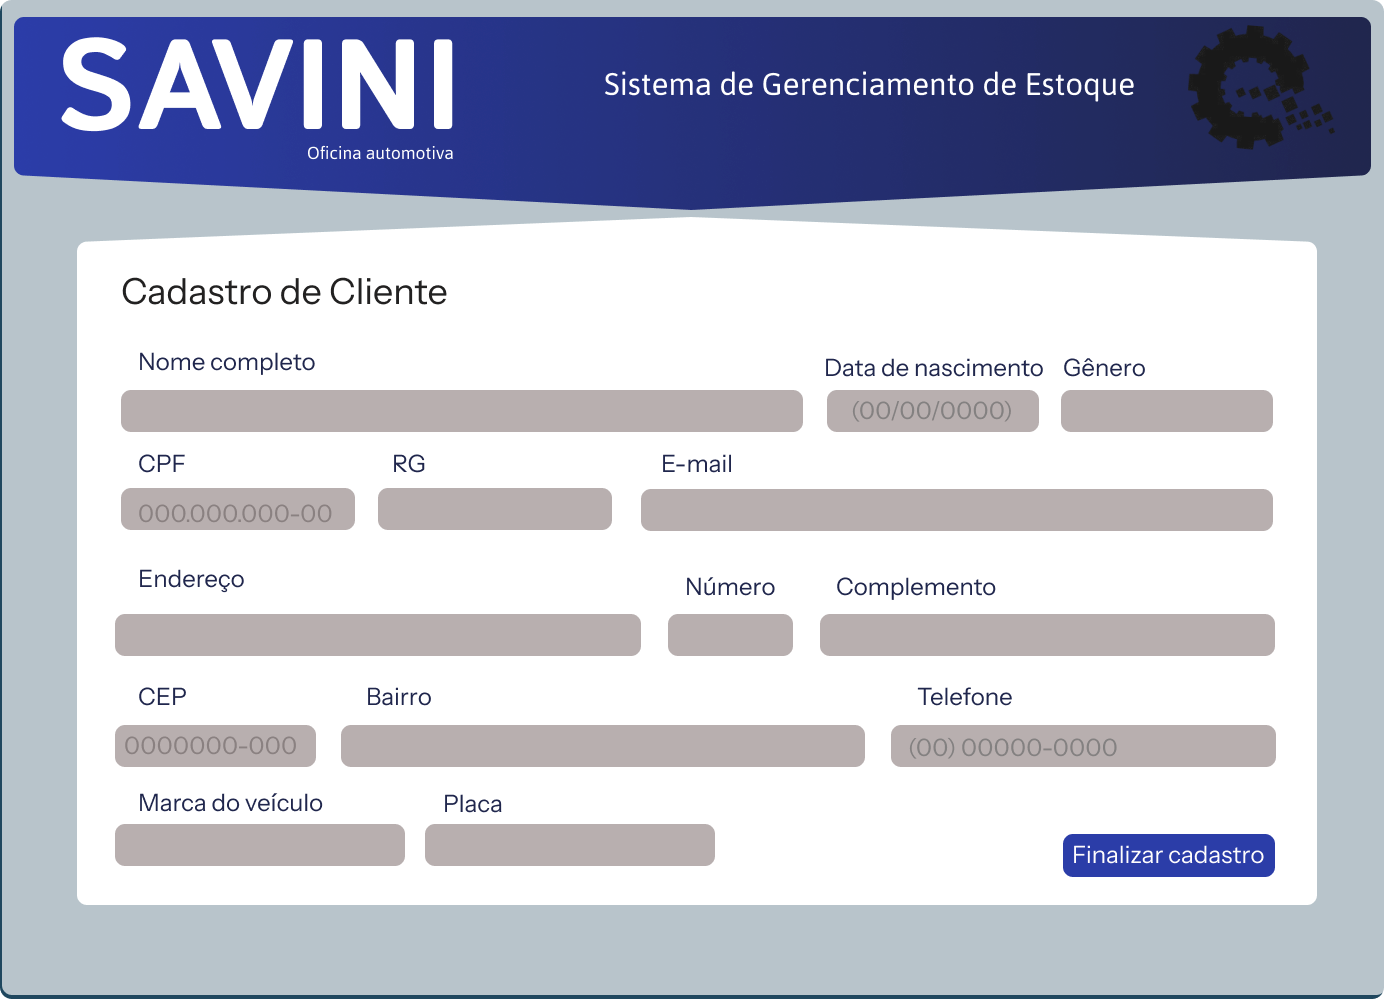 SAVINI
Oficina automotiva
Sistema de Gerenciamento de Estoque
Cadastro de Cliente
Nome completo
Data de nascimento
Gênero
(00/00/0000)
CPF
RG
E-mail
000.000.000-00
Endereço
Número
Complemento
CEP
Bairro
Telefone
0000000-000
(00) 00000-0000
Marca do veículo
Placa
Finalizar cadastro